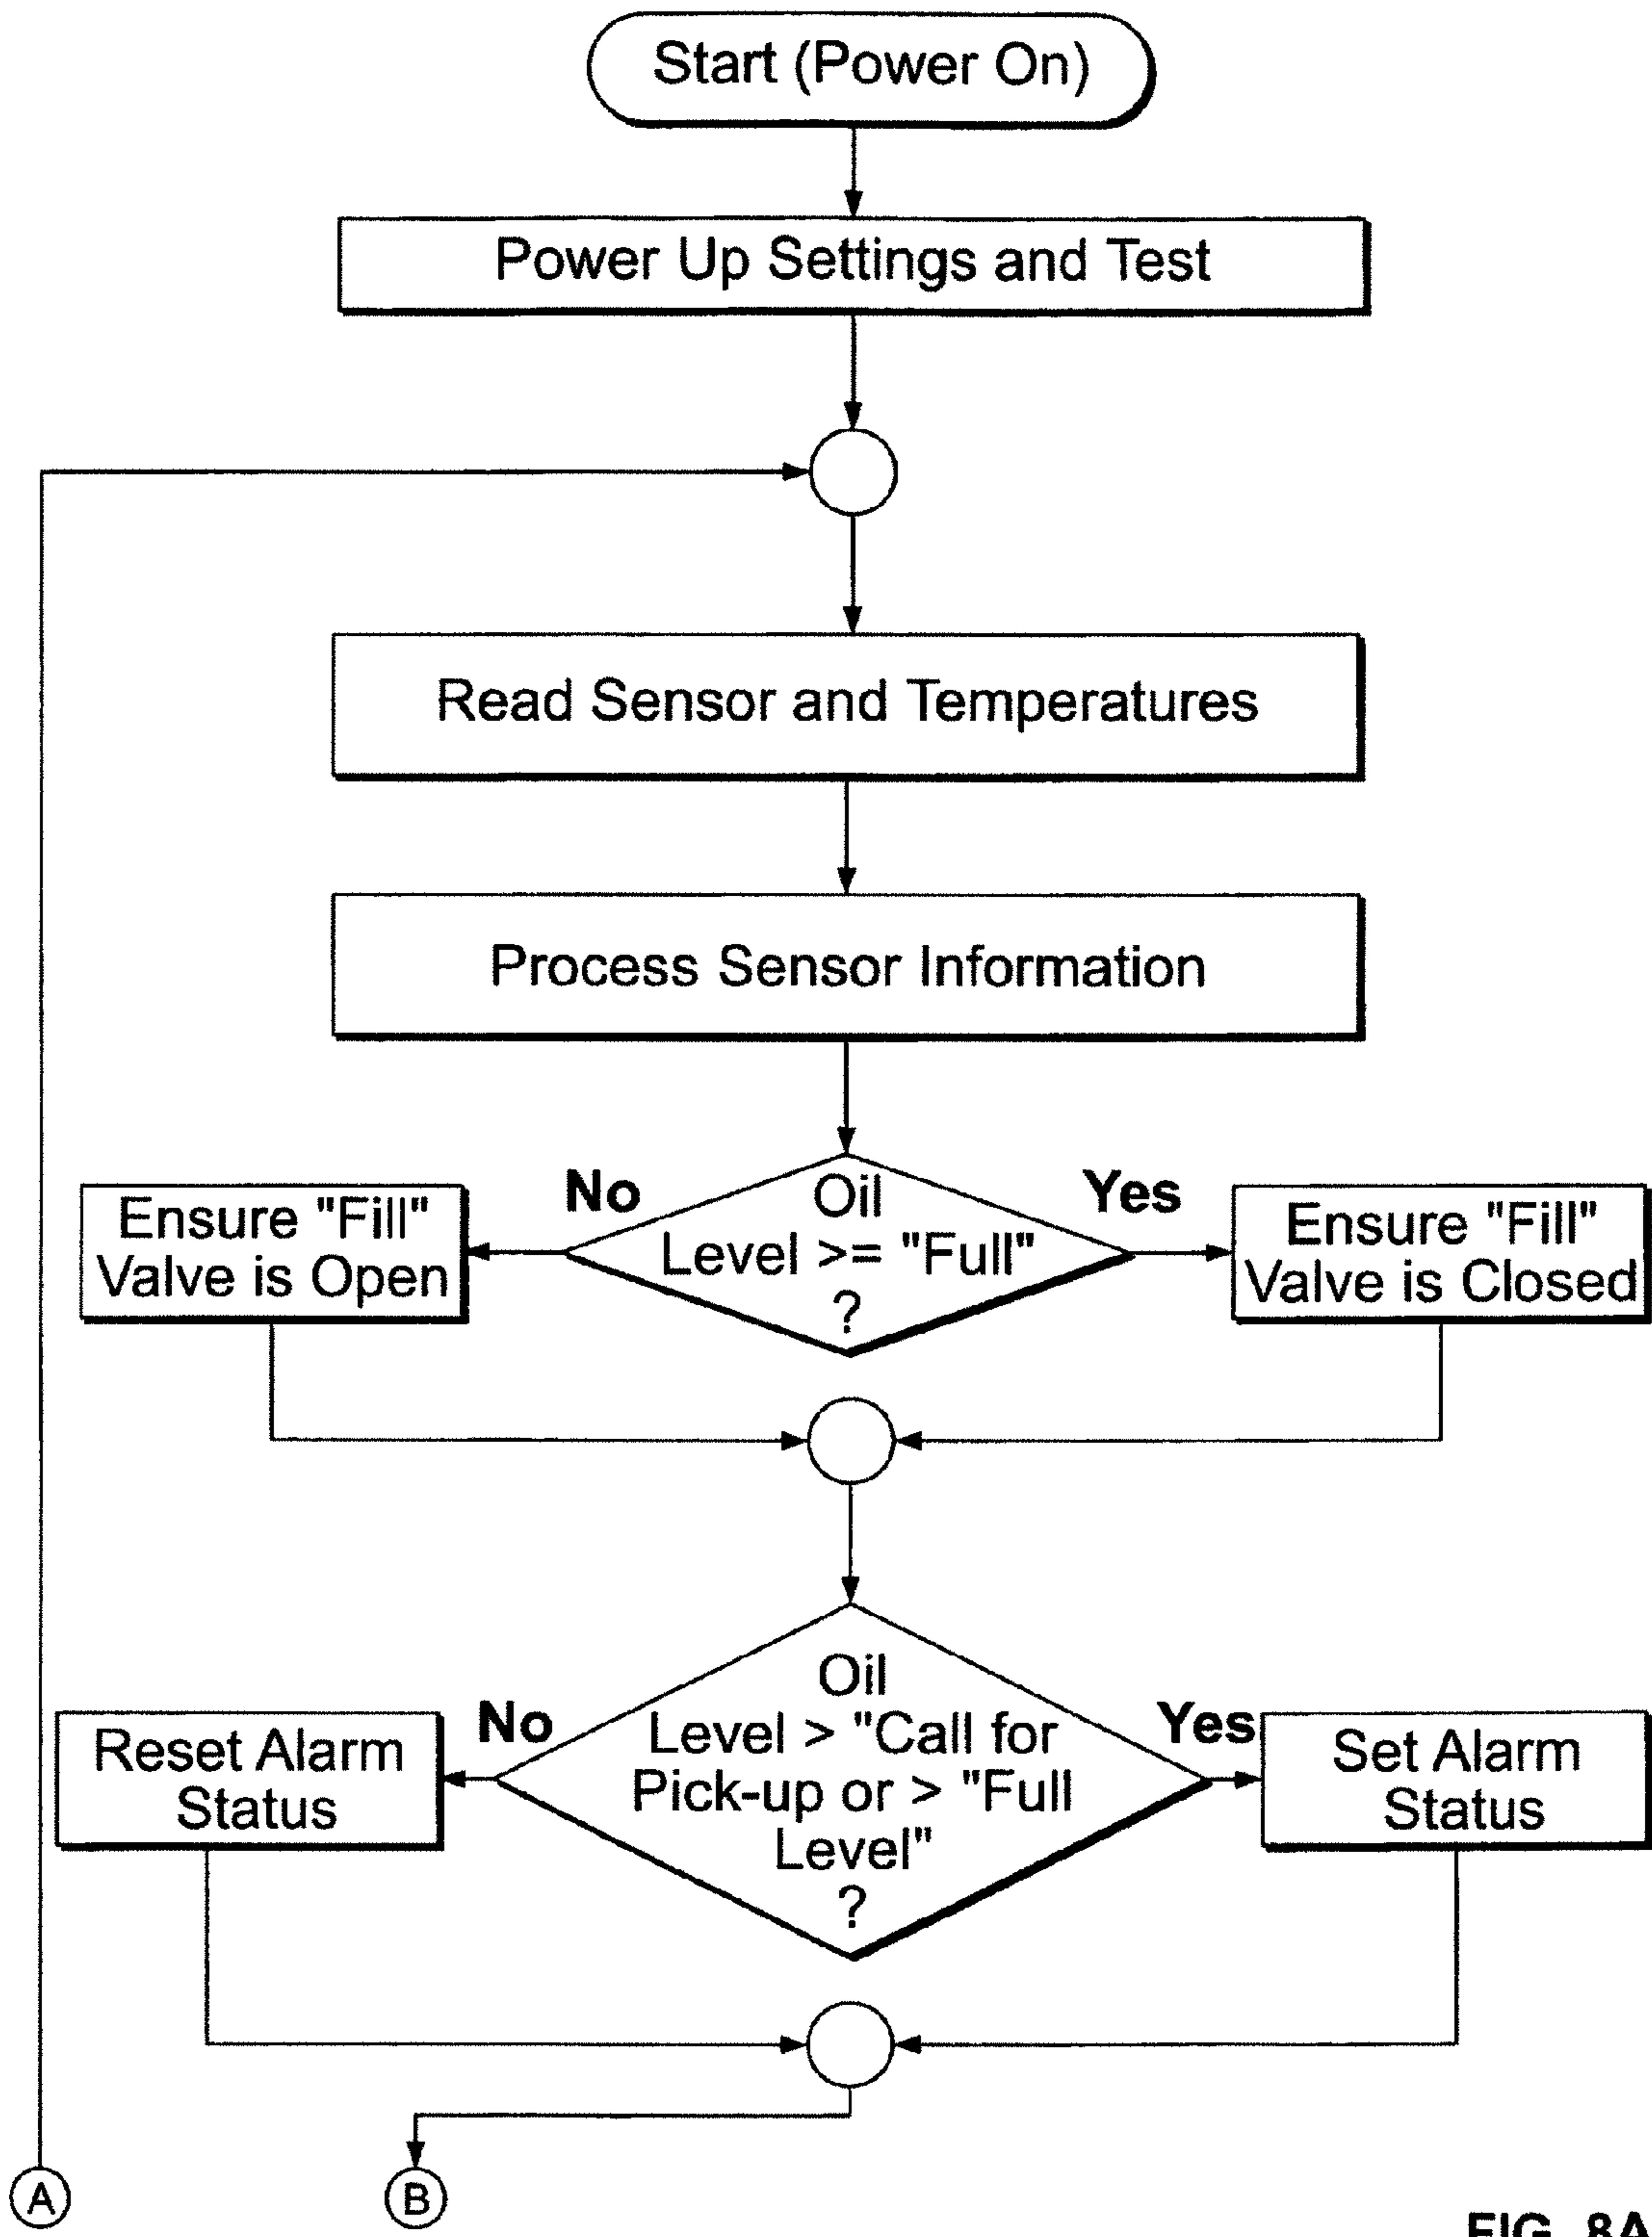 Start (Power On)
Power Up Settings and Test
Read Sensor and Temperatures
Process Sensor Information
No
Yes
Ensure "Fill"
Valve is Open
Oil
Level >= "Full"
?
Ensure "Fill"
Valve is Closed
No
Yes
Reset Alarm
Status
Oil
Level > "Call for
Pick-up or > "Full
Level"
?
Set Alarm
Status
A
B
FIG. 8A